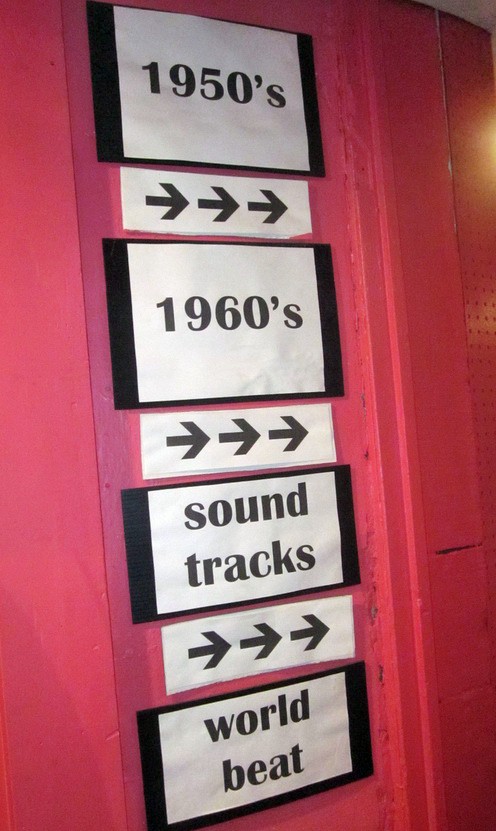 1950's
→→→
1960's
→→→
sound
tracks
→→→
world
beat